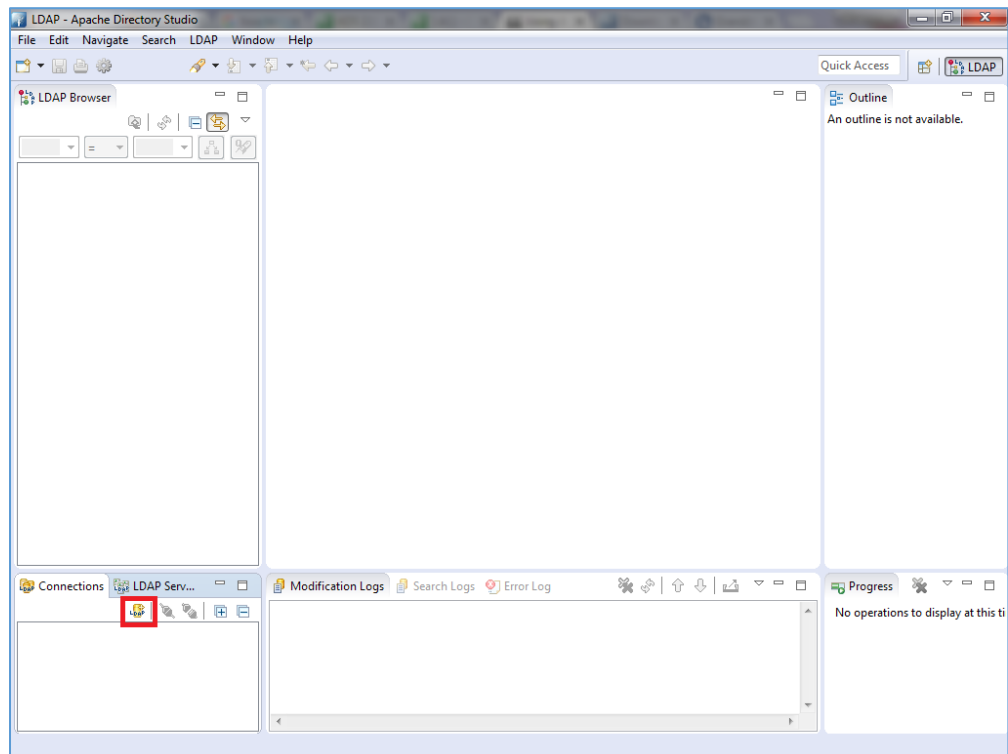 LDAP - Apache Directory Studio
File Edit Navigate Search LDAP Window Help
Quick Access
LDAP
LDAP Browser
Outline
An outline is not available.
=
Connections
LDAP Serv...
Modification Logs
Search Logs
Error Log
Progress
LDAP
No operations to display at this ti